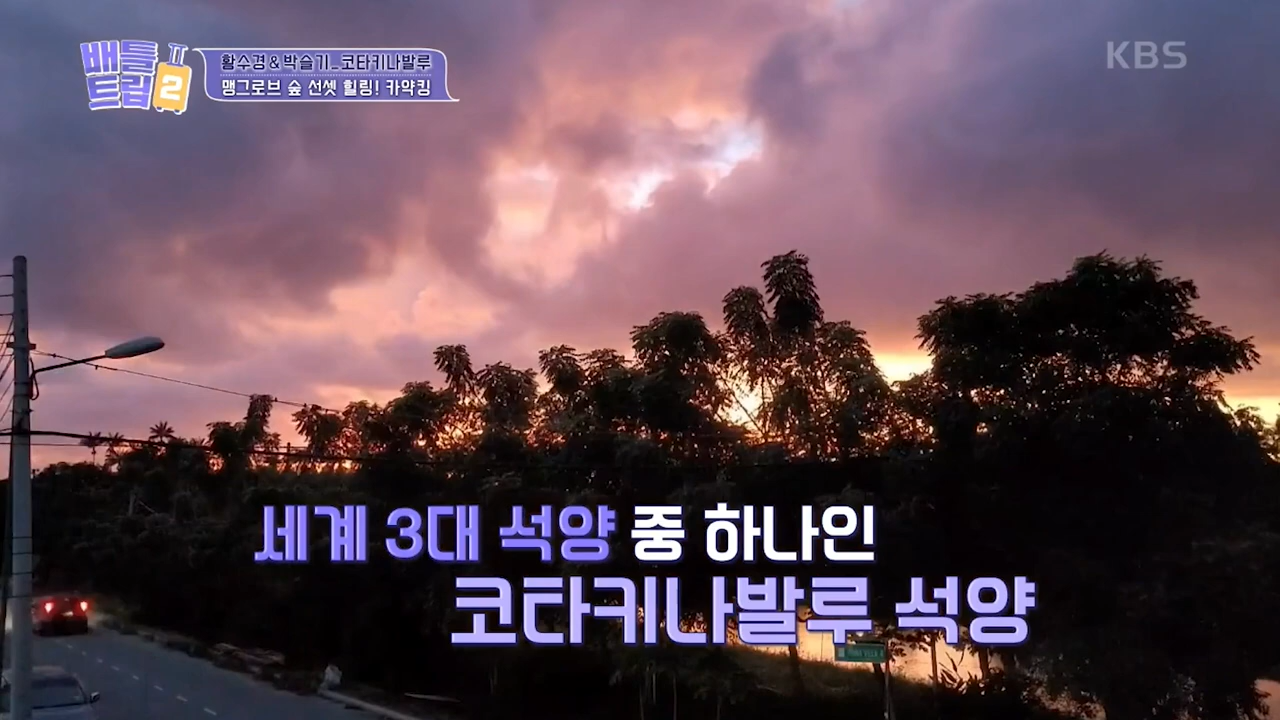 배틀
트립 2
황수경&박슬기_코타키나발루
맹그로브 숲 선셋 힐링! 카약킹
KBS
세계 3대 석양 중 하나인
코타키나발루 석양